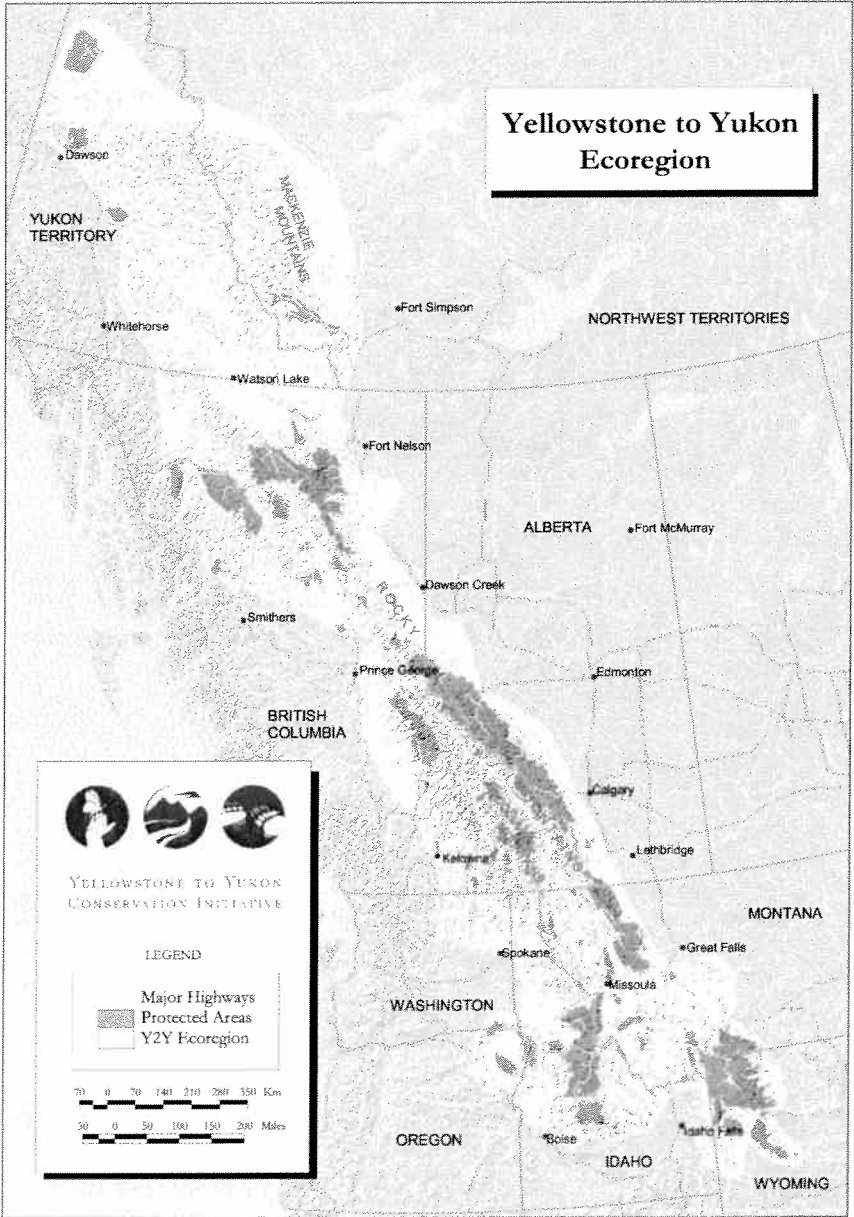 Yellowstone to Yukon
Ecoregion
Dawson
MACKENZIE
MOUNTAINS
YUKON
TERRITORY
Fort Simpson
NORTHWEST TERRITORIES
Whitehorse
Watson Lake
Fort Nelson
ALBERTA
Fort McMurray
Dawson Creek
ROCKY
Smithers
Prince George
Edmonton
BRITISH
COLUMBIA
Calgary
Kelowna
Lethbridge
YELLOWSTONE TO YUKON
CONSERVATION INITIATIVE
MONTANA
LEGEND
Spokane
Great Falls
Major Highways
Protected Areas
Y2Y Ecoregion
Missoula
WASHINGTON
70 0 70 140 210 280 350 Km
50 0 50 100 150 200 Miles
OREGON
Boise
Idaho Falls
IDAHO
WYOMING